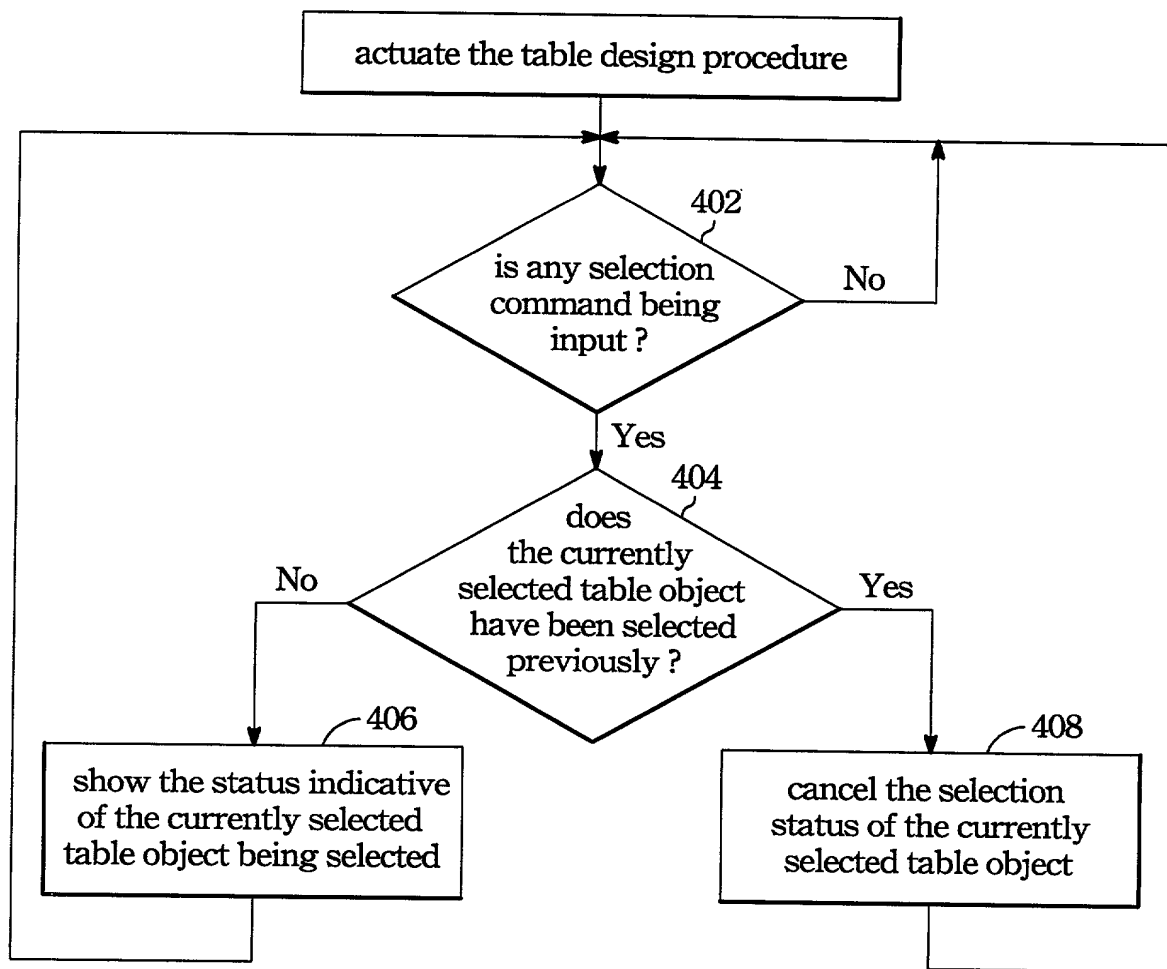 actuate the table design procedure
402
is any selection
command being
input ?
No
Yes
404
does
the currently
selected table object
have been selected
previously ?
No
Yes
406
show the status indicative
of the currently selected
table object being selected
408
cancel the selection
status of the currently
selected table object